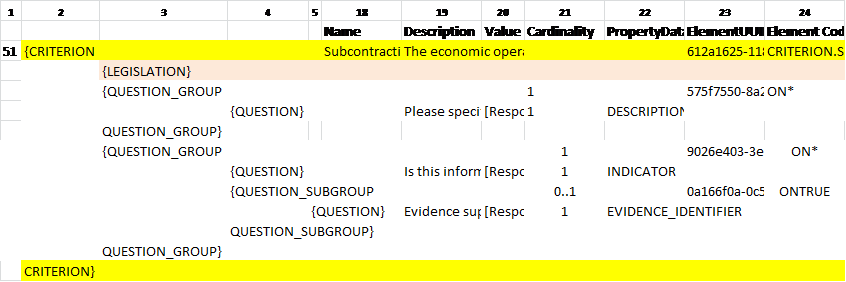 1 2 3 4 5 18 19 20 21 22 23 24
Name Description Value Cardinality PropertyData ElementUUI Element Cod
51 {CRITERION Subcontracti The economic opera 612a1625-118 CRITERION.S
{LEGISLATION}
{QUESTION_GROUP 1 575f7550-8a2 ON*
{QUESTION} Please speci [Respo 1 DESCRIPTION
QUESTION_GROUP}
{QUESTION_GROUP 1 9026e403-3e ON*
{QUESTION} Is this inform [Respo 1 INDICATOR
{QUESTION_SUBGROUP 0..1 0a166f0a-0c5 ONTRUE
{QUESTION} Evidence sup [Respo 1 EVIDENCE_IDENTIFIER
QUESTION_SUBGROUP}
QUESTION_GROUP}
CRITERION}